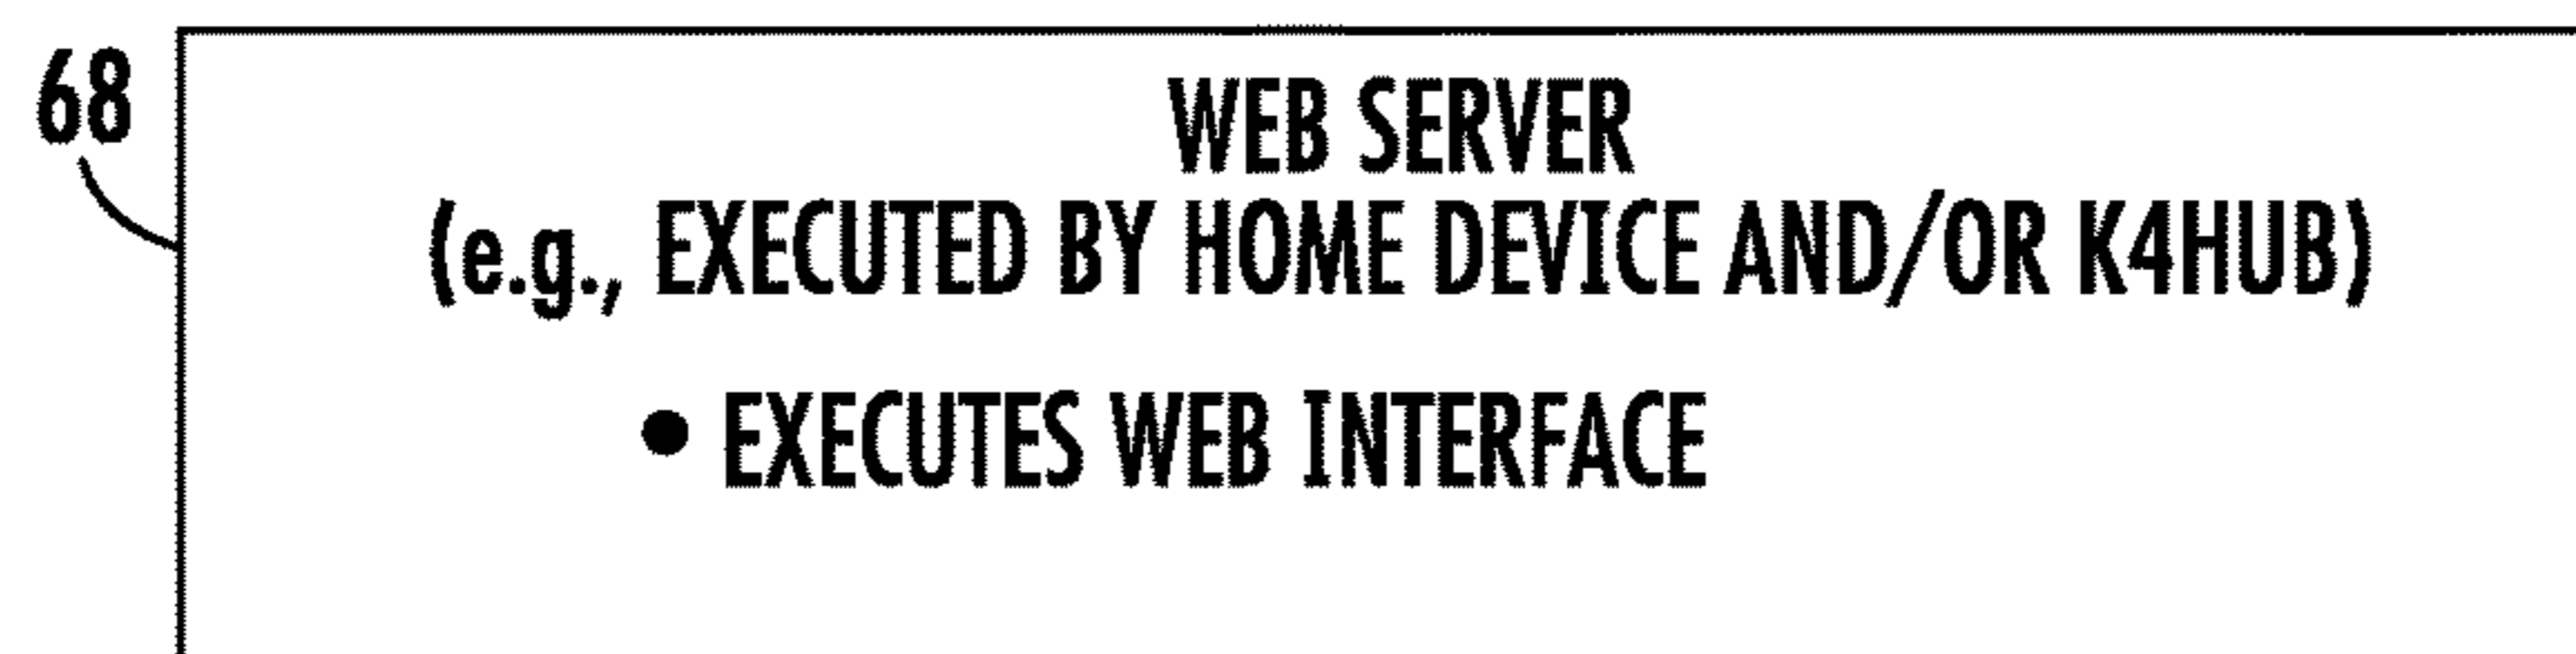 68
WEB SERVER
(e.g., EXECUTED BY HOME DEVICE AND/OR K4HUB)
• EXECUTES WEB INTERFACE